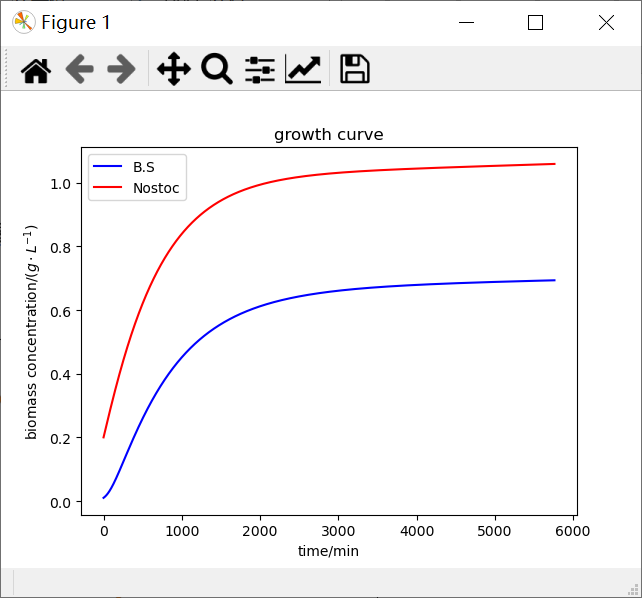 Figure 1
growth curve
B.S
Nostoc
1.0
0.8
0.6
0.4
0.2
0.0
biomass concentration/(g · L⁻¹)
0 1000 2000 3000 4000 5000 6000
time/min